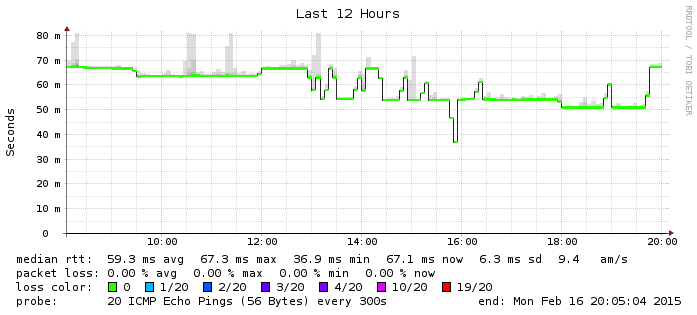 Last 12 Hours
RRDTOOL / TOBI OETIKER
Seconds
80 m
70 m
60 m
50 m
40 m
30 m
20 m
10 m
0
10:00 12:00 14:00 16:00 18:00 20:00
median rtt: 59.3 ms avg 67.3 ms max 36.9 ms min 67.1 ms now 6.3 ms sd 9.4 am/s
packet loss: 0.00 % avg 0.00 % max 0.00 % min 0.00 % now
loss color: 0 1/20 2/20 3/20 4/20 10/20 19/20
probe: 20 ICMP Echo Pings (56 Bytes) every 300s end: Mon Feb 16 20:05:04 2015